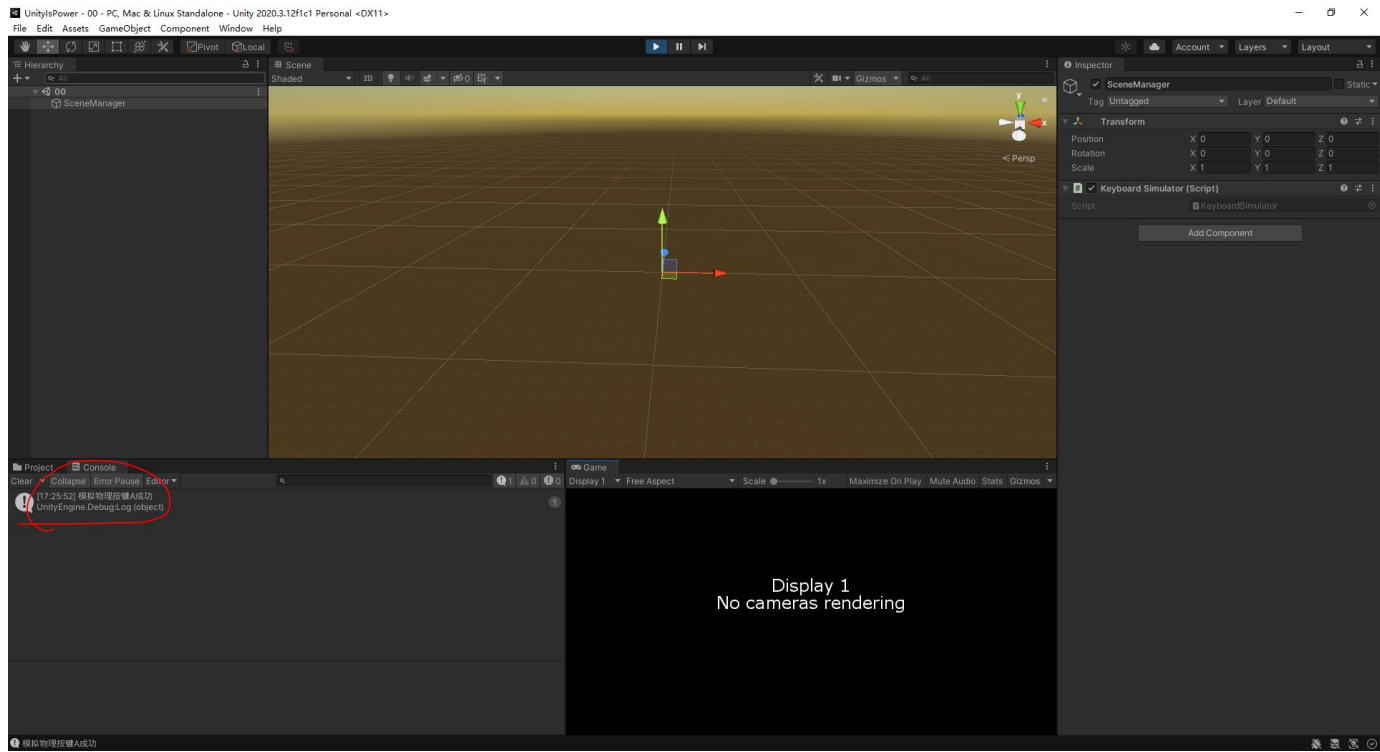 UnityIsPower - 00 - PC, Mac & Linux Standalone - Unity 2020.3.12f1c1 Personal <DX11>
File Edit Assets GameObject Component Window Help
Pivot Local Account Layers Layout
Hierarchy
All
00
SceneManager
Scene
Shaded 2D 0 Gizmos All
y
x
Persp
Inspector
SceneManager Static
Tag Untagged Layer Default
Transform
Position X 0 Y 0 Z 0
Rotation X 0 Y 0 Z 0
Scale X 1 Y 1 Z 1
Keyboard Simulator (Script)
Script KeyboardSimulator
Add Component
Project Console
Clear Collapse Error Pause Editor 1 0 0
[17:25:52] 模拟物理按键A成功
UnityEngine.Debug:Log (object)
1
Game
Display 1 Free Aspect Scale 1x Maximize On Play Mute Audio Stats Gizmos
Display 1
No cameras rendering
模拟物理按键A成功